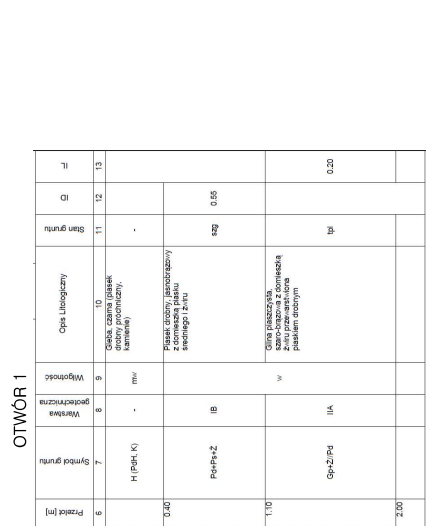 OTWÓR 1
Przelot [m]
Symbol gruntu
Warstwa
geotechniczna
Wilgotność
Opis Litologiczny
Stan gruntu
ID
IL
6
7
8
9
10
11
12
13
H (PdH, K)
-
mw
Gleba, czarna (piasek
drobny próchniczny,
kamienie)
-
0.40
Pd+Ps+Ż
IB
Piasek drobny, jasnobrązowy
z domieszką piasku
średniego i żwiru
szg
0.55
1.10
Gp+Ż//Pd
IIA
w
Glina piaszczysta,
szaro-brązowa z domieszką
żwiru przewarstwiona
piaskiem drobnym
tpl
0.20
2.00